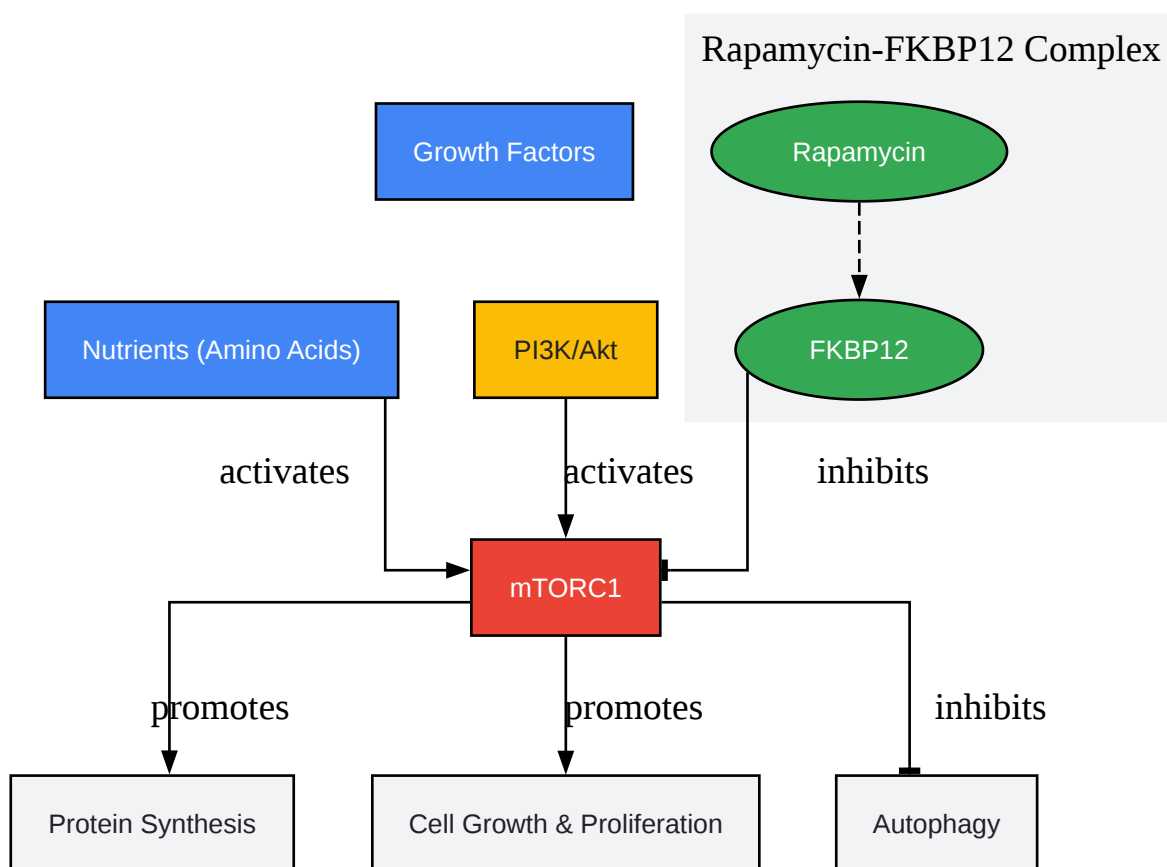 Rapamycin-FKBP12 Complex
Growth Factors
Rapamycin
Nutrients (Amino Acids)
PI3K/Akt
FKBP12
activates
activates
inhibits
mTORC1
promotes
promotes
inhibits
Protein Synthesis
Cell Growth & Proliferation
Autophagy